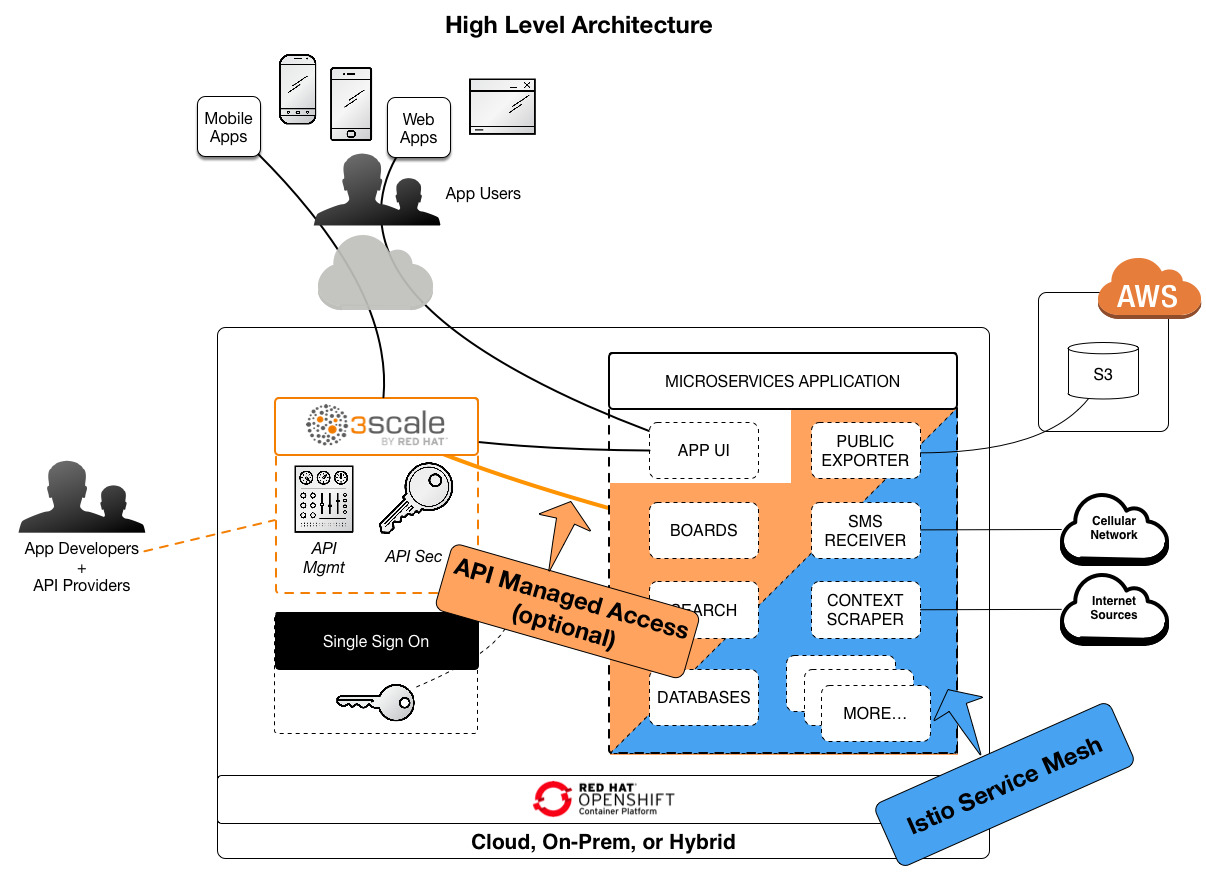 High Level Architecture
Mobile
Apps
Web
Apps
App Users
AWS
S3
MICROSERVICES APPLICATION
3scale
BY RED HAT
APP UI
PUBLIC
EXPORTER
API
Mgmt
API Sec
BOARDS
SMS
RECEIVER
Cellular
Network
App Developers
+
API Providers
API Managed Access
(optional)
SEARCH
CONTEXT
SCRAPER
Internet
Sources
Single Sign On
DATABASES
MORE...
Istio Service Mesh
RED HAT
OPENSHIFT
Container Platform
Cloud, On-Prem, or Hybrid